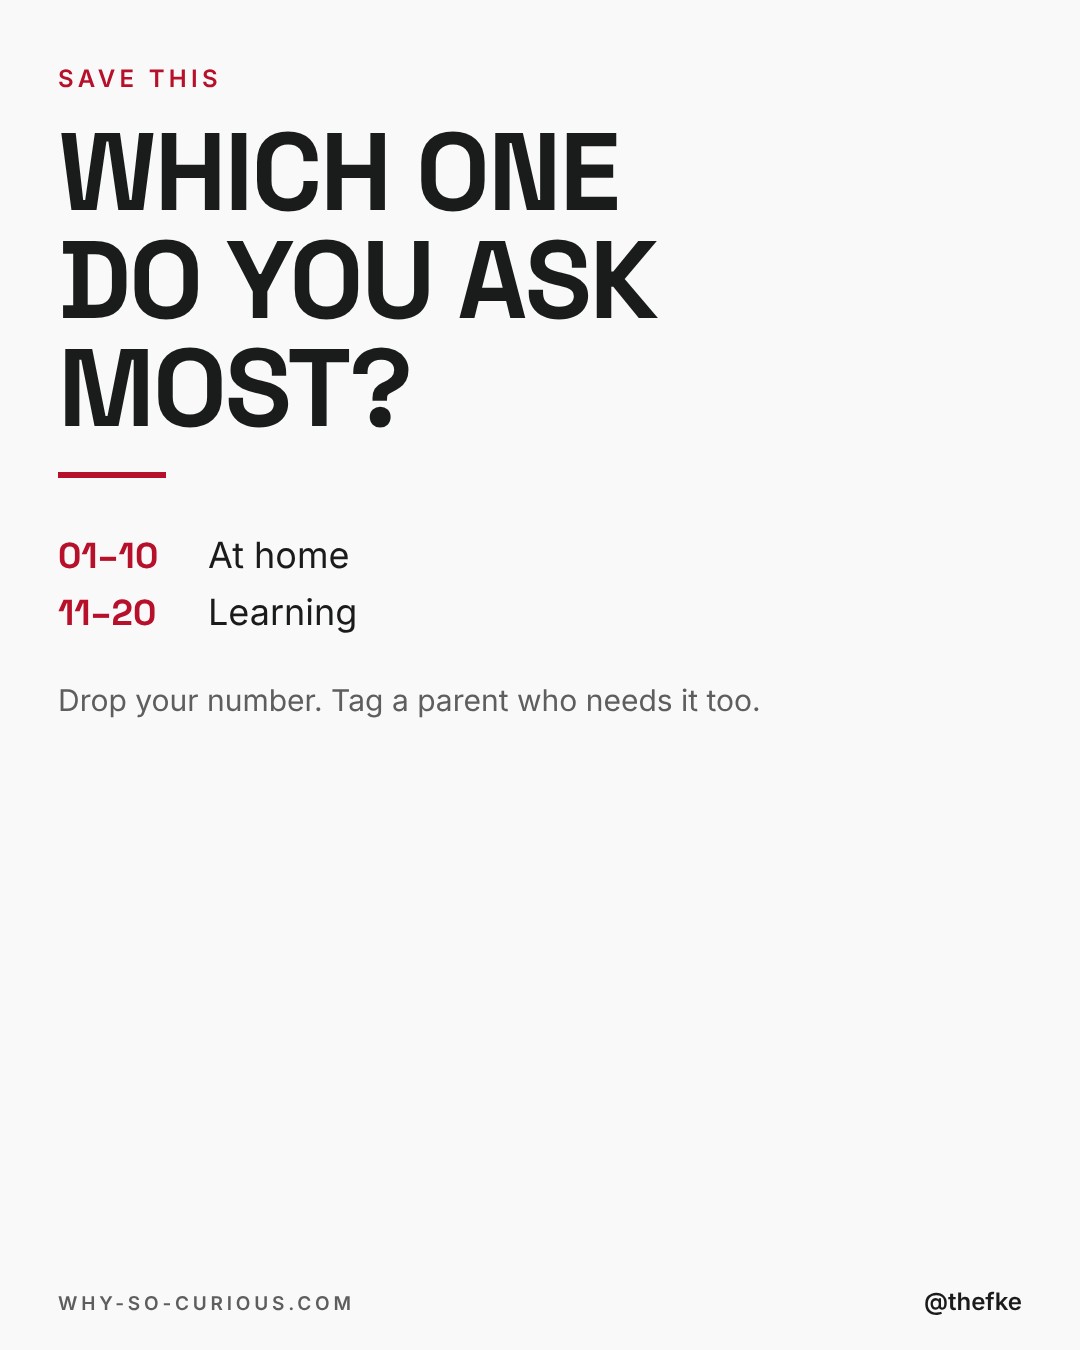 SAVE THIS
WHICH ONE
DO YOU ASK
MOST?
01–10 At home
11–20 Learning
Drop your number. Tag a parent who needs it too.
WHY-SO-CURIOUS.COM @thefke